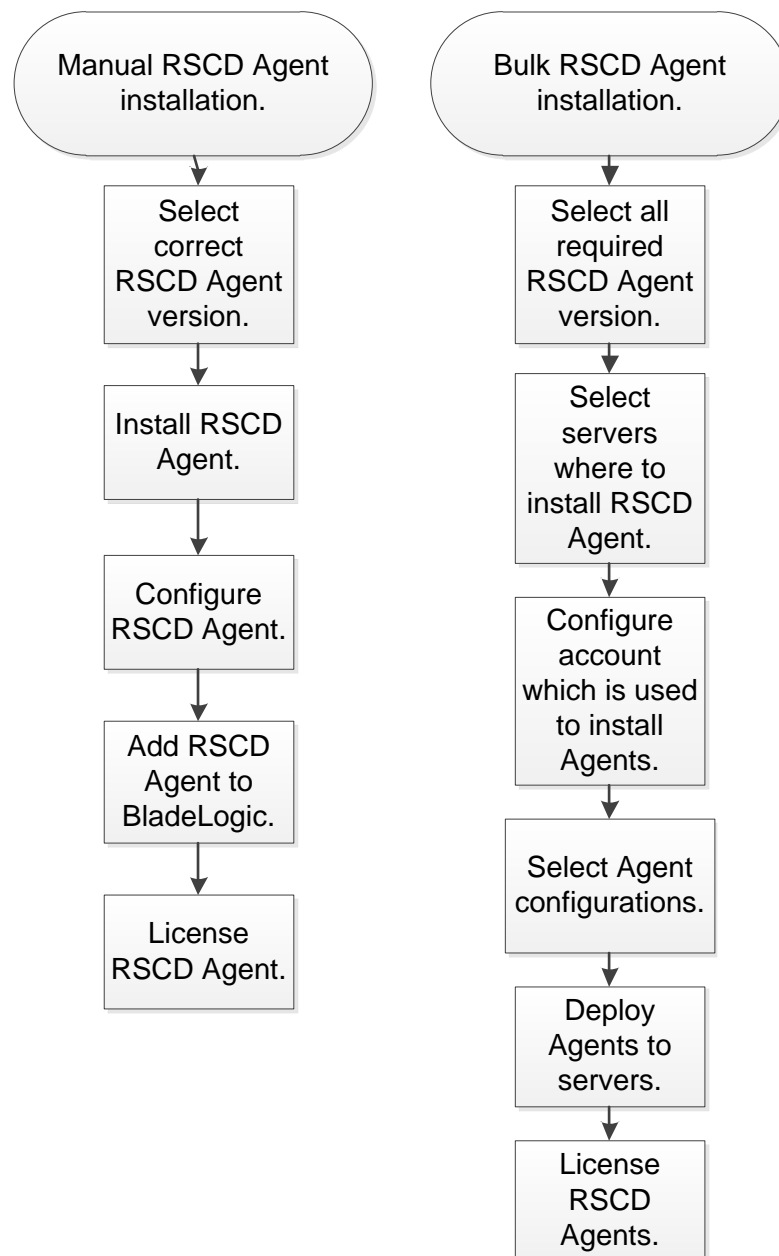 Manual RSCD Agent
installation.
Select
correct
RSCD Agent
version.
Install RSCD
Agent.
Configure
RSCD Agent.
Add RSCD
Agent to
BladeLogic.
License
RSCD Agent.
Bulk RSCD Agent
installation.
Select all
required
RSCD Agent
version.
Select
servers
where to
install RSCD
Agent.
Configure
account
which is used
to install
Agents.
Select Agent
configurations.
Deploy
Agents to
servers.
License
RSCD
Agents.